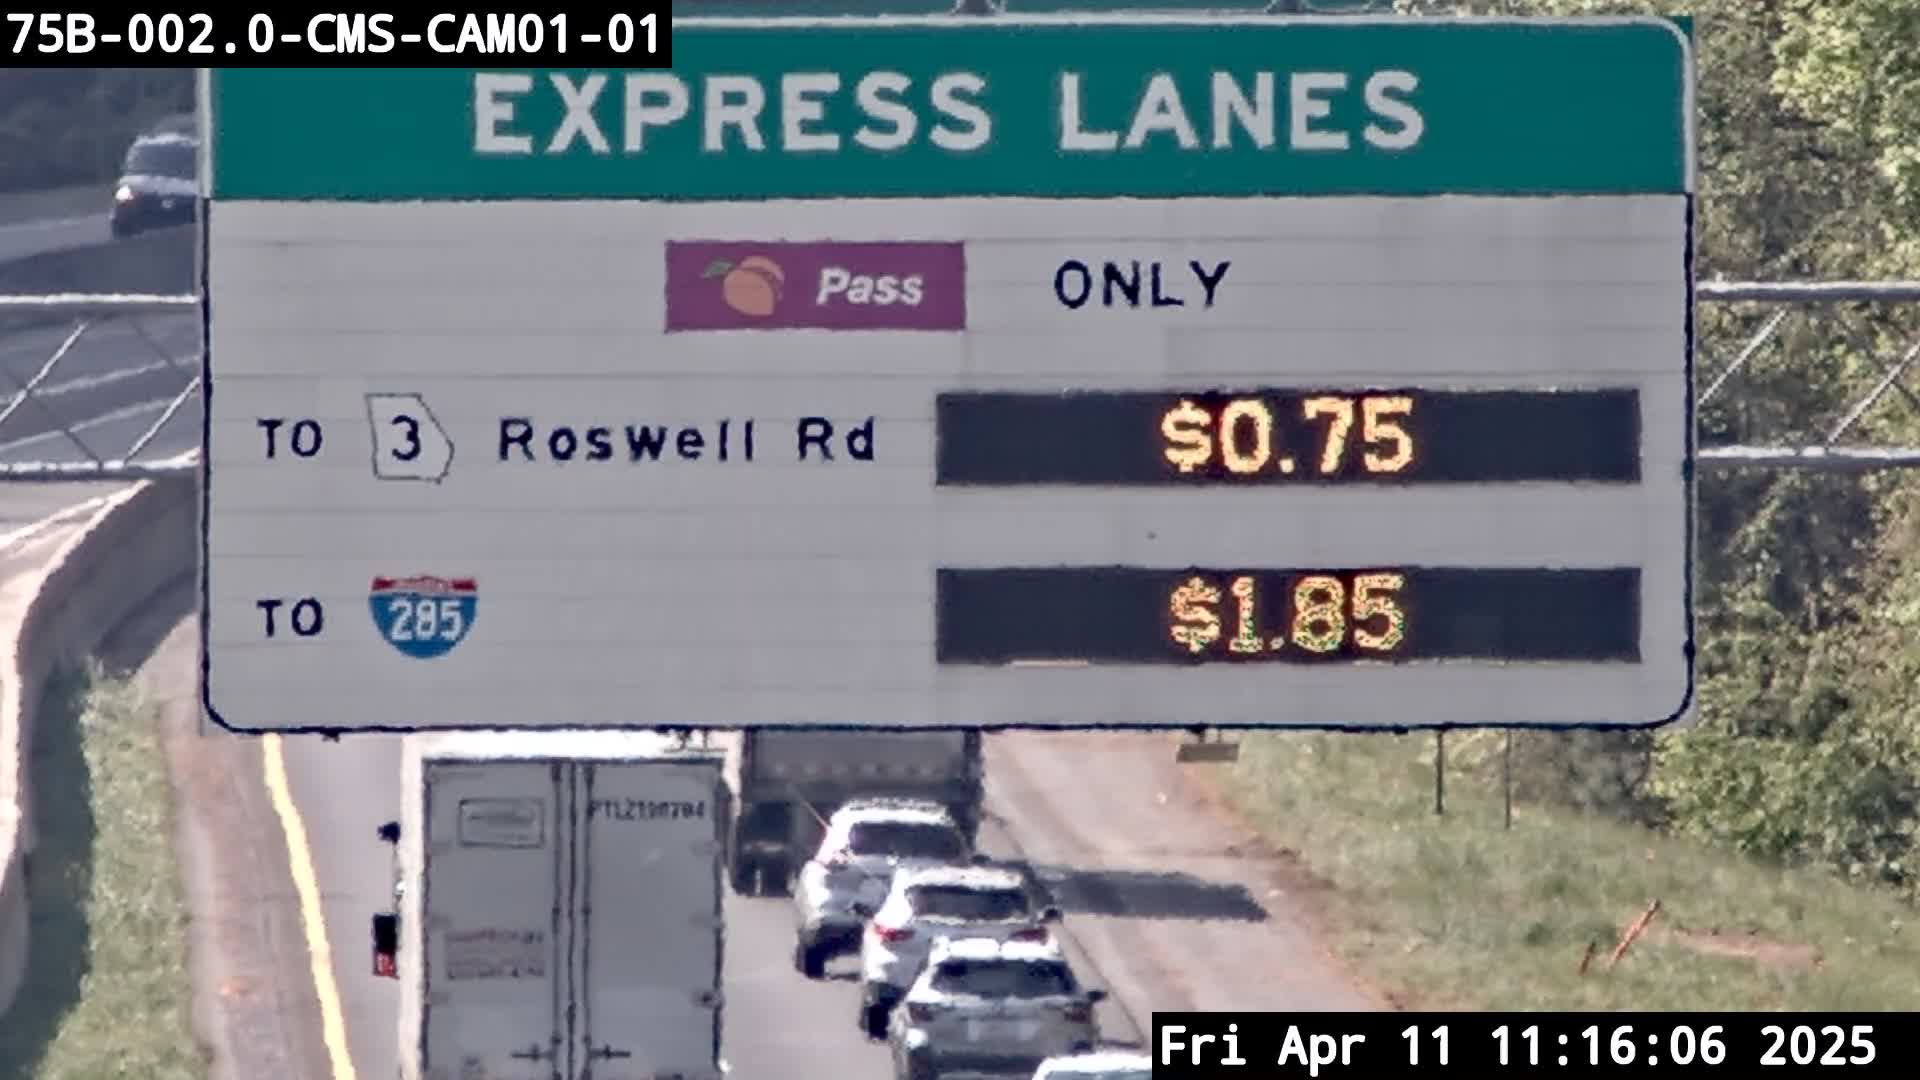 75B-002.0-CMS-CAM01-01
EXPRESS LANES
Pass ONLY
TO 3 Roswell Rd $0.75
TO 285 $1.85
Fri Apr 11 11:16:06 2025